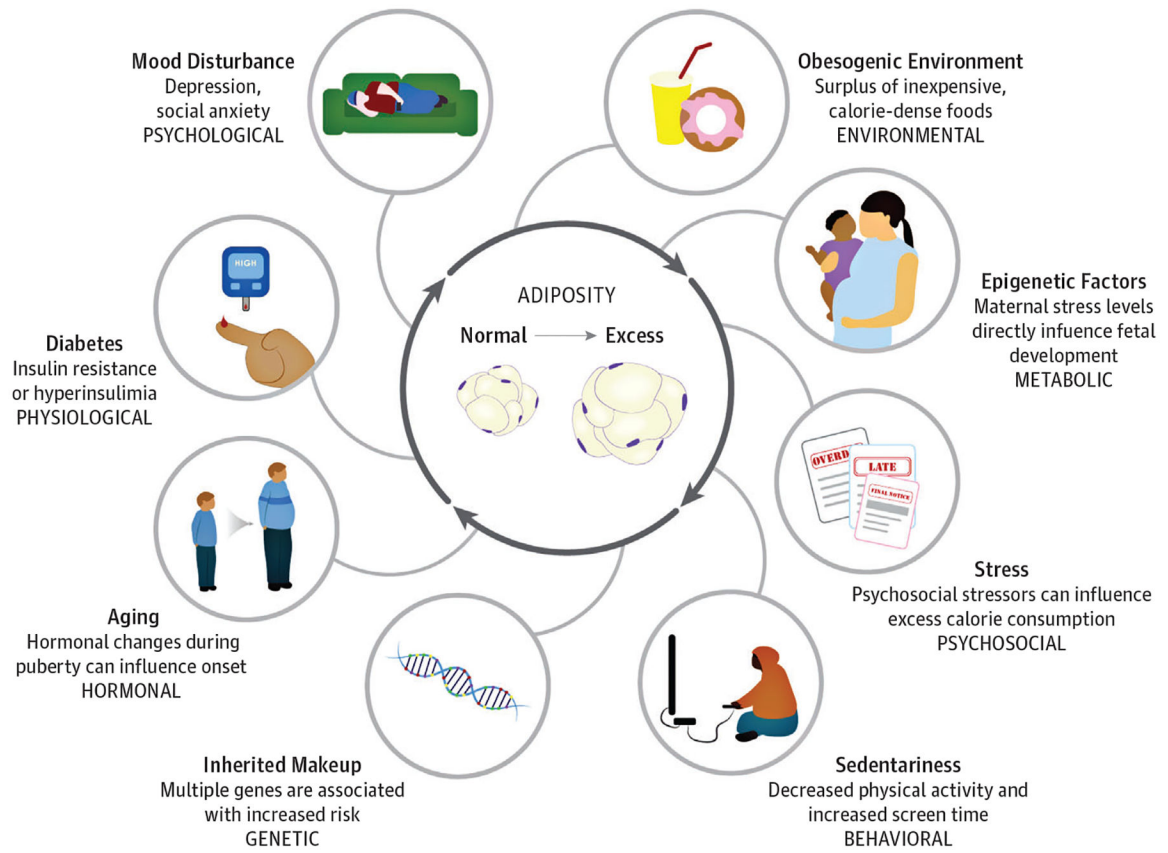 Mood Disturbance
Depression,
social anxiety
PSYCHOLOGICAL
Obesogenic Environment
Surplus of inexpensive,
calorie-dense foods
ENVIRONMENTAL
HIGH
ADIPOSITY
Normal
Excess
Epigenetic Factors
Maternal stress levels
directly infuence fetal
development
METABOLIC
Diabetes
Insulin resistance
or hyperinsulimia
PHYSIOLOGICAL
OVERD
LATE
FINAL NOTICE
Stress
Psychosocial stressors can influence
excess calorie consumption
PSYCHOSOCIAL
Aging
Hormonal changes during
puberty can influence onset
HORMONAL
Inherited Makeup
Multiple genes are associated
with increased risk
GENETIC
Sedentariness
Decreased physical activity and
increased screen time
BEHAVIORAL